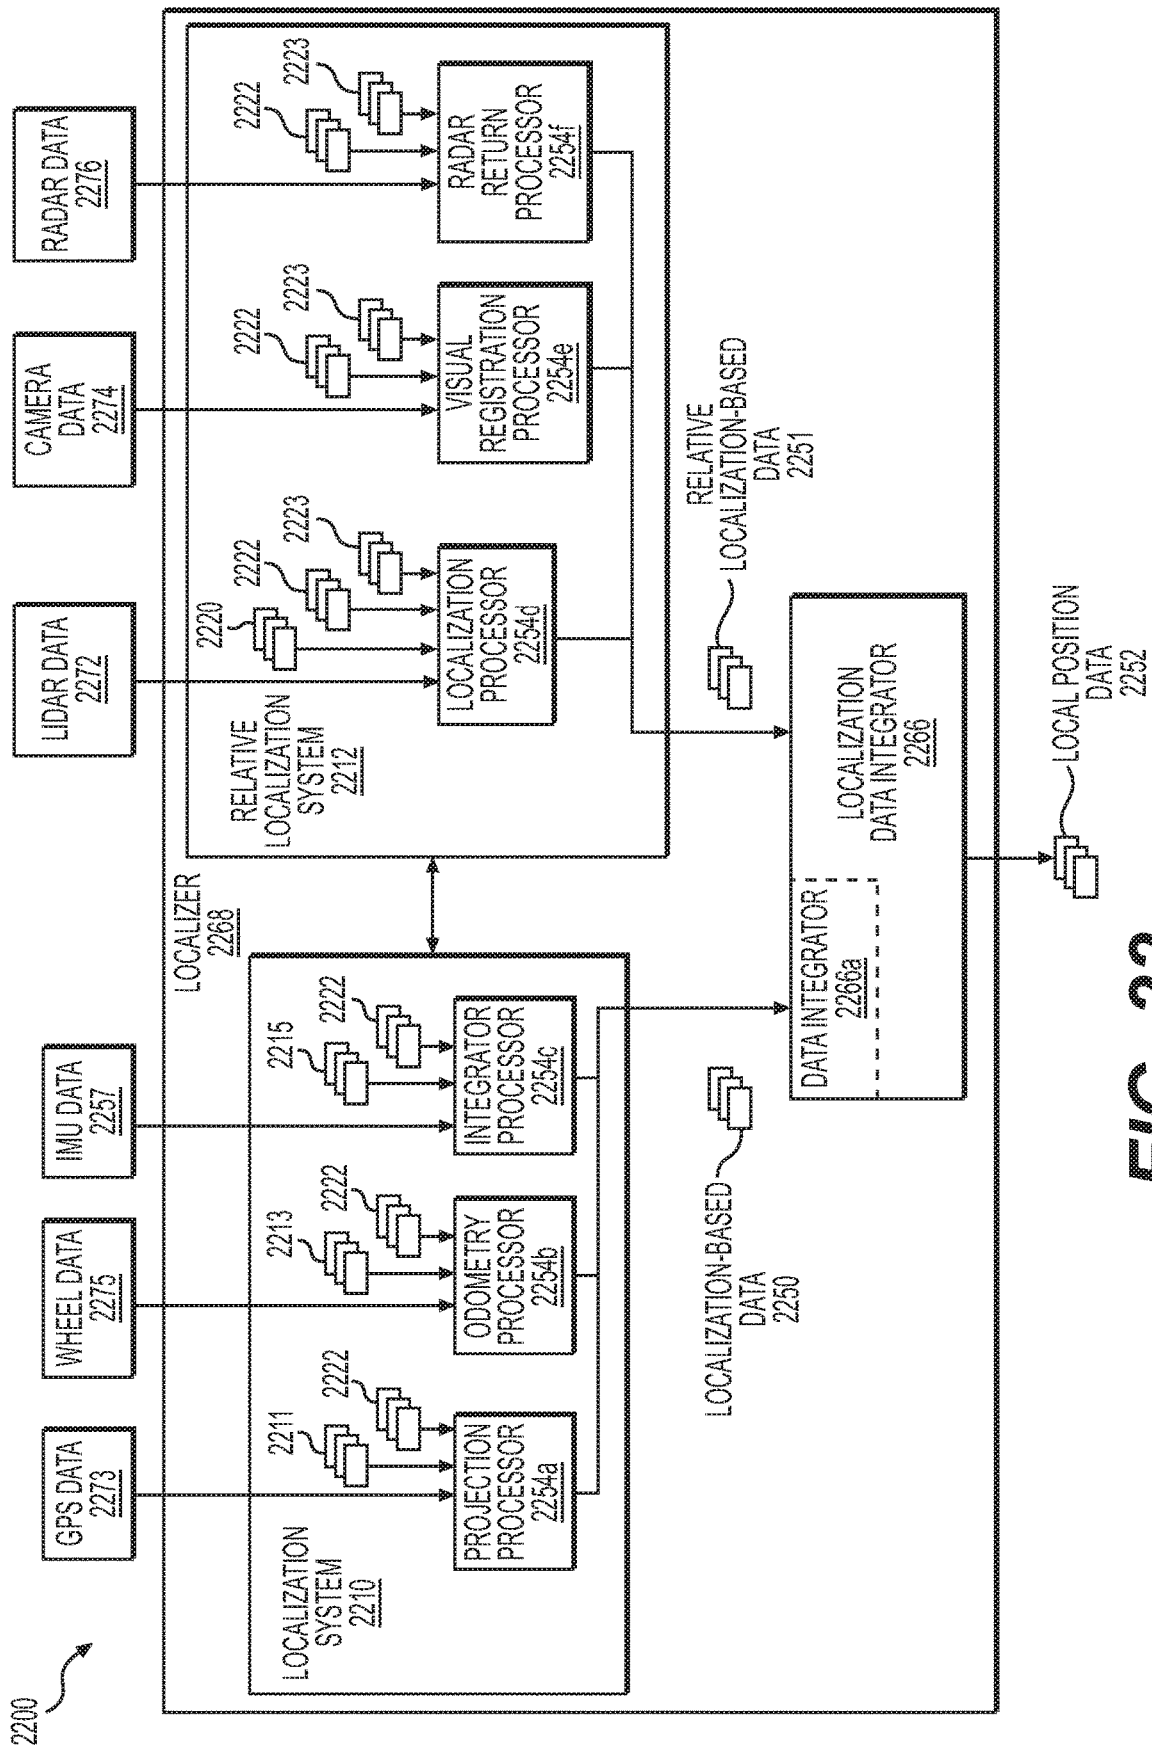 2200
GPS DATA
2273
WHEEL DATA
2275
IMU DATA
2257
LIDAR DATA
2272
CAMERA
DATA
2274
RADAR DATA
2276
LOCALIZER
2268
LOCALIZATION
SYSTEM
2210
2211
2222
PROJECTION
PROCESSOR
2254a
2213
2222
ODOMETRY
PROCESSOR
2254b
2215
2222
INTEGRATOR
PROCESSOR
2254c
RELATIVE
LOCALIZATION
SYSTEM
2212
2220
2222
2223
LOCALIZATION
PROCESSOR
2254d
2222
2223
VISUAL
REGISTRATION
PROCESSOR
2254e
2222
2223
RADAR
RETURN
PROCESSOR
2254f
LOCALIZATION-BASED
DATA
2250
RELATIVE
LOCALIZATION-BASED
DATA
2251
DATA INTEGRATOR
2266a
LOCALIZATION
DATA INTEGRATOR
2266
LOCAL POSITION
DATA
2252